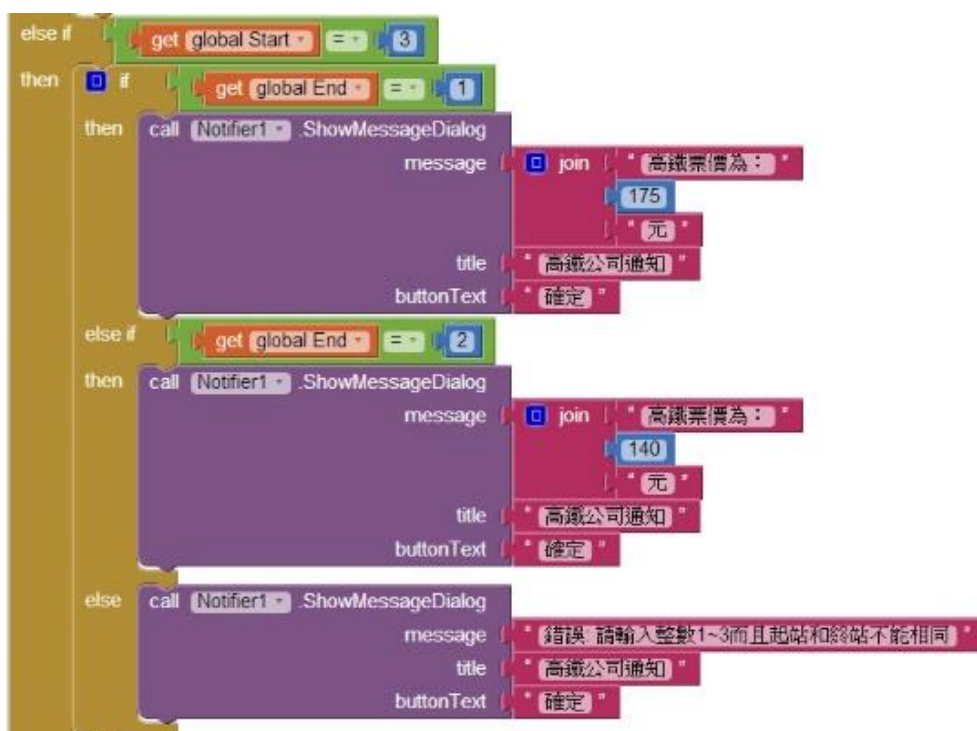 else if get global Start = 3
then if get global End = 1
then call Notifier1 .ShowMessageDialog
message join " 高鐵票價為： "
175
" 元 "
title " 高鐵公司通知 "
buttonText " 確定 "
else if get global End = 2
then call Notifier1 .ShowMessageDialog
message join " 高鐵票價為： "
140
" 元 "
title " 高鐵公司通知 "
buttonText " 確定 "
else call Notifier1 .ShowMessageDialog
message " 錯誤: 請輸入整數1~3而且起站和終站不能相同 "
title " 高鐵公司通知 "
buttonText " 確定 "